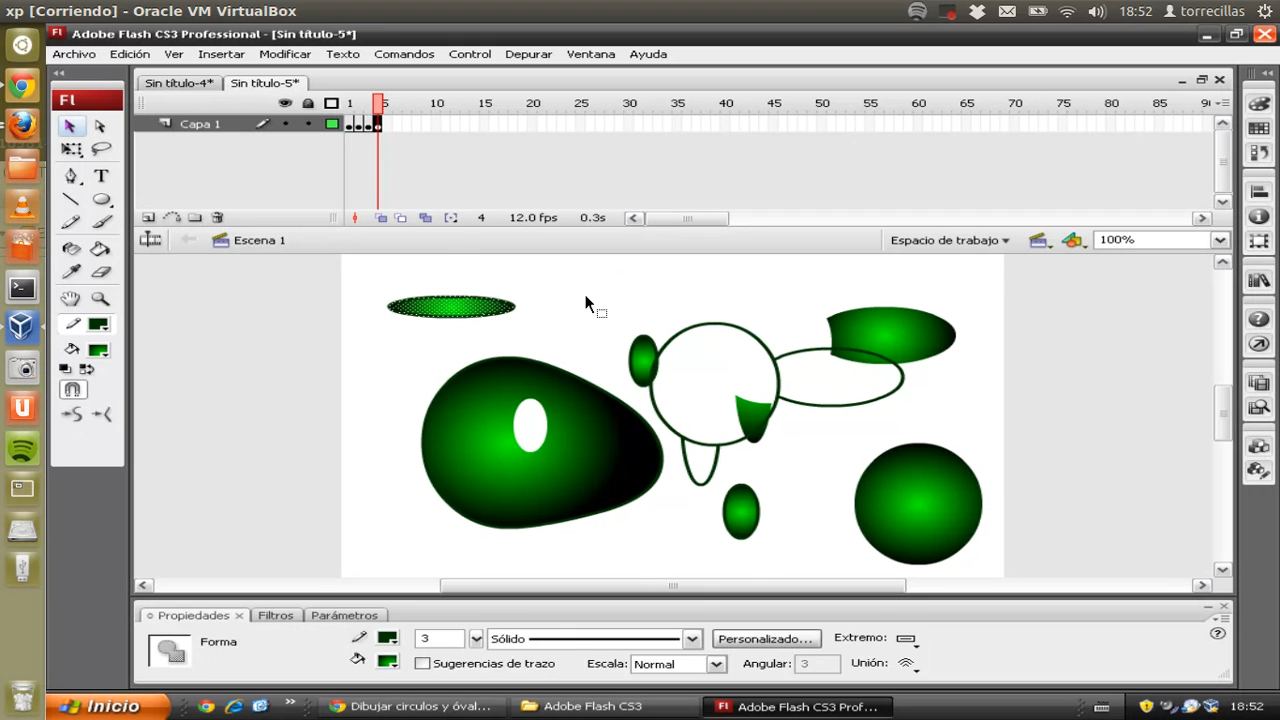 xp [Corriendo] - Oracle VM VirtualBox
18:52 torrecillas
Fl Adobe Flash CS3 Professional - [Sin título-5*]
Archivo Edición Ver Insertar Modificar Texto Comandos Control Depurar Ventana Ayuda
Sin título-4* Sin título-5*
Fl
1 5 10 15 20 25 30 35 40 45 50 55 60 65 70 75 80 85 9
Capa 1
T
4 12.0 fps 0.3s
Escena 1 Espacio de trabajo 100%
Propiedades Filtros Parámetros
Forma
3 Sólido Personalizado... Extremo:
Sugerencias de trazo Escala: Normal Angular: 3 Unión:
Inicio Dibujar circulos y óval... Adobe Flash CS3 Fl Adobe Flash CS3 Prof... 18:52